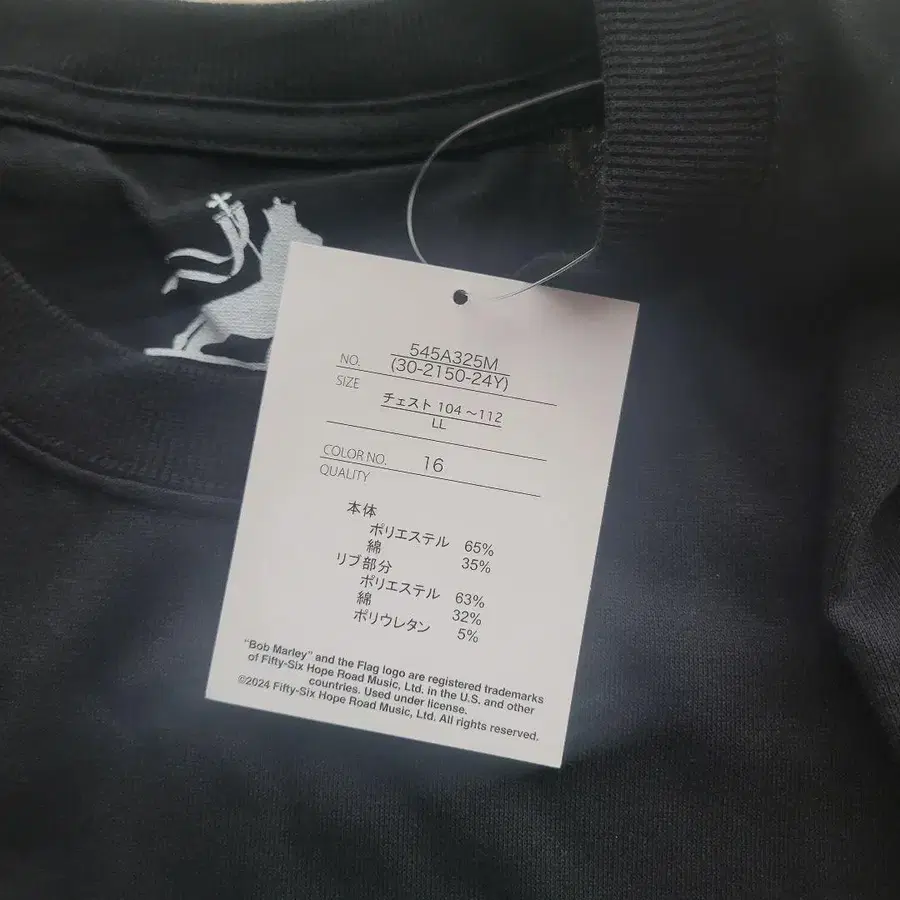 NO. 545A325M
(30-2150-24Y)
SIZE
チェスト 104～112
LL
COLOR NO. 16
QUALITY
本体
ポリエステル 65%
綿 35%
リブ部分
ポリエステル 63%
綿 32%
ポリウレタン 5%
"Bob Marley" and the Flag logo are registered trademarks
of Fifty-Six Hope Road Music, Ltd. in the U.S. and other
countries. Used under license.
©2024 Fifty-Six Hope Road Music, Ltd. All rights reserved.